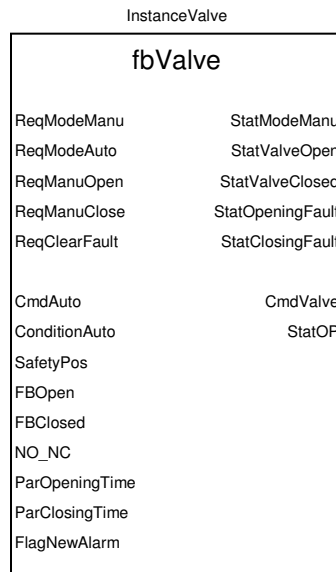 InstanceValve
fbValve
ReqModeManu StatModeManu
ReqModeAuto StatValveOpen
ReqManuOpen StatValveClosed
ReqManuClose StatOpeningFault
ReqClearFault StatClosingFault
CmdAuto CmdValve
ConditionAuto StatOP
SafetyPos
FBOpen
FBClosed
NO_NC
ParOpeningTime
ParClosingTime
FlagNewAlarm